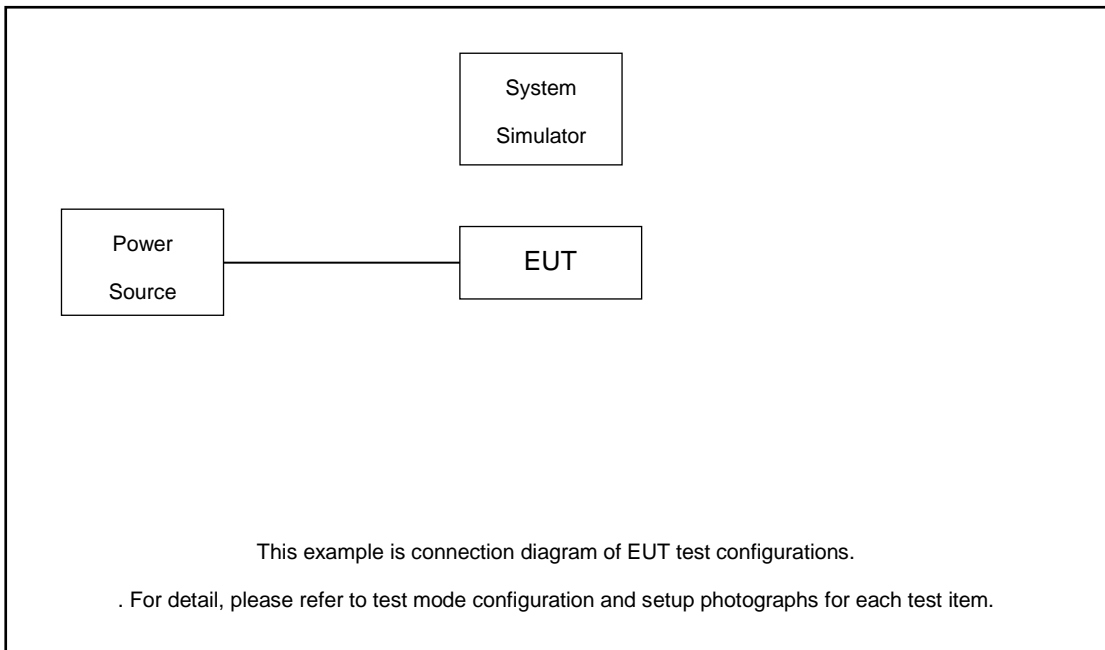 System
Simulator
Power
Source
EUT
This example is connection diagram of EUT test configurations.
. For detail, please refer to test mode configuration and setup photographs for each test item.